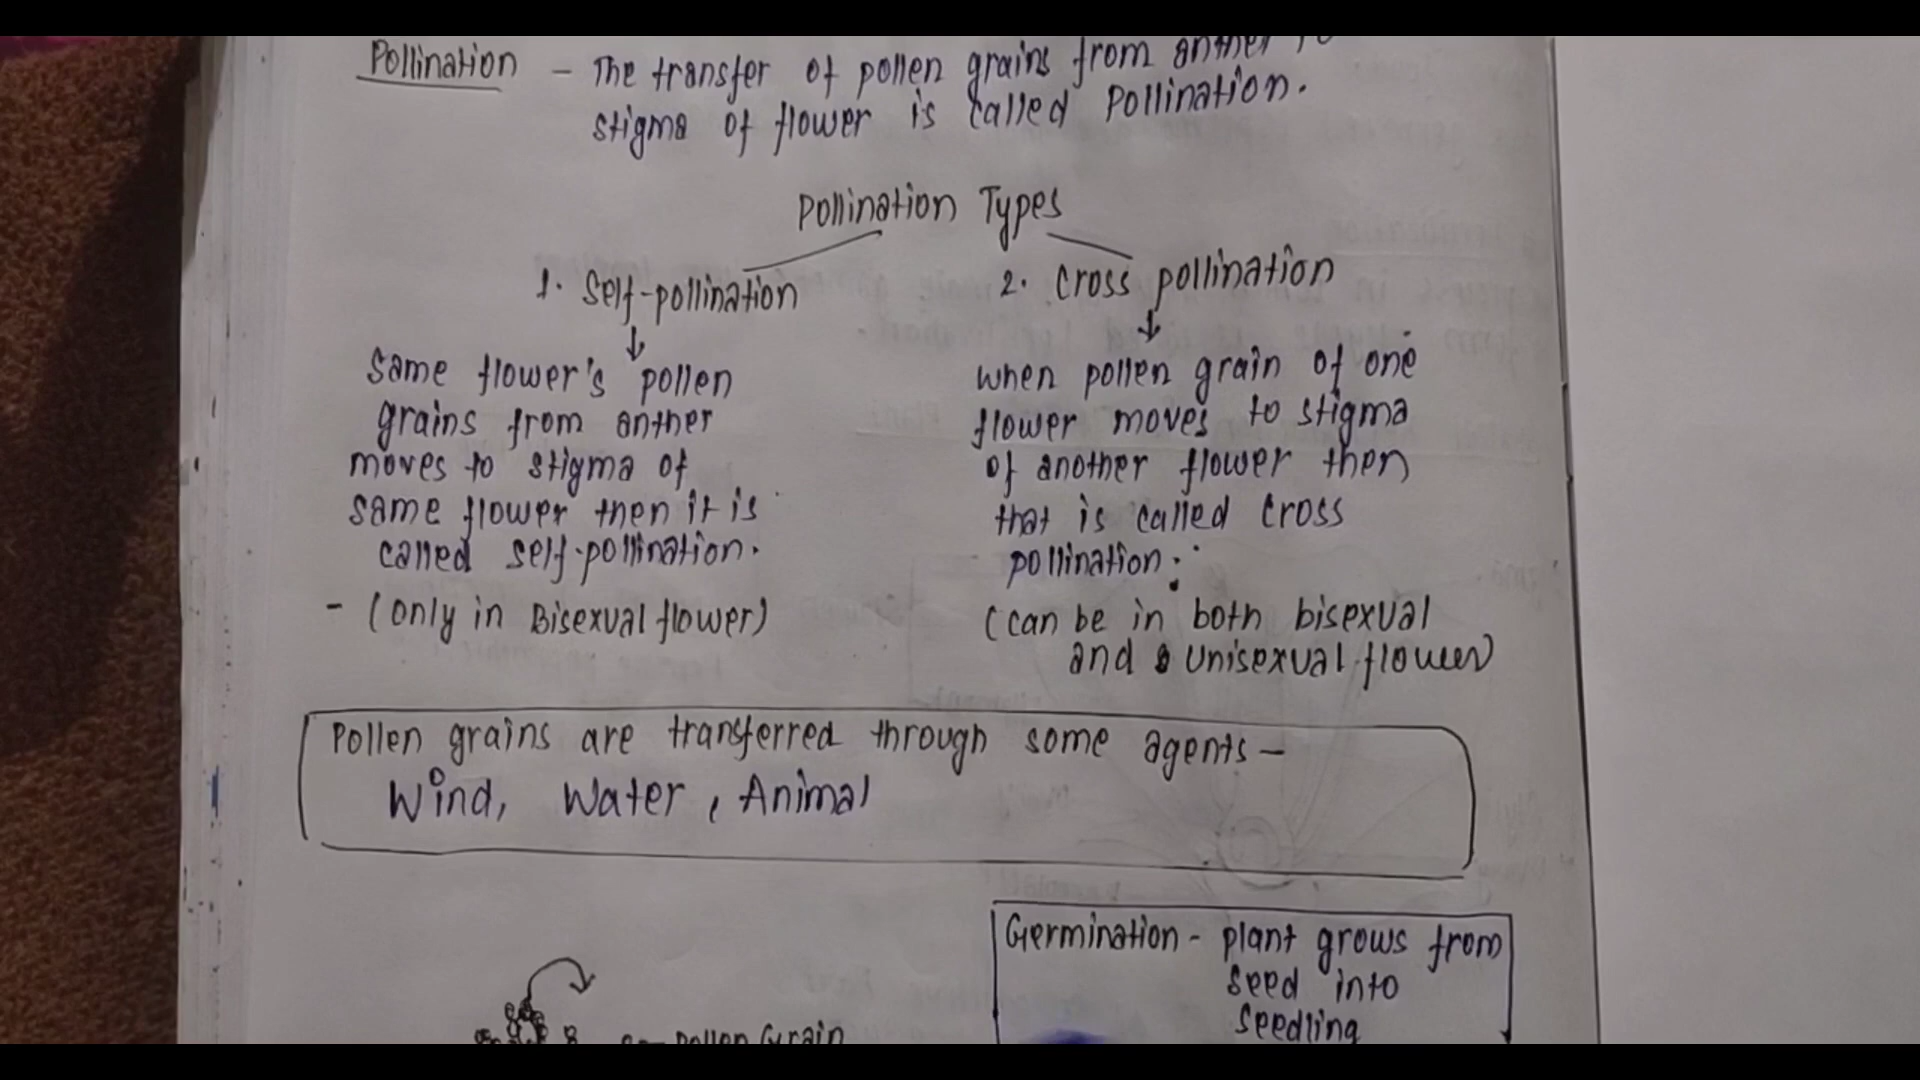 Pollination - The transfer of pollen grains from anther to
stigma of flower is called Pollination.
Pollination Types
1. Self-pollination
2. Cross pollination
Same flower's pollen
grains from anther
moves to stigma of
same flower then it is
called self-pollination.
- (only in Bisexual flower)
when pollen grain of one
flower moves to stigma
of another flower then
that is called cross
pollination.
(can be in both bisexual
and unisexual flower)
Pollen grains are transferred through some agents -
Wind, Water, Animal
Germination - plant grows from
seed into
seedling
Pollen Grain